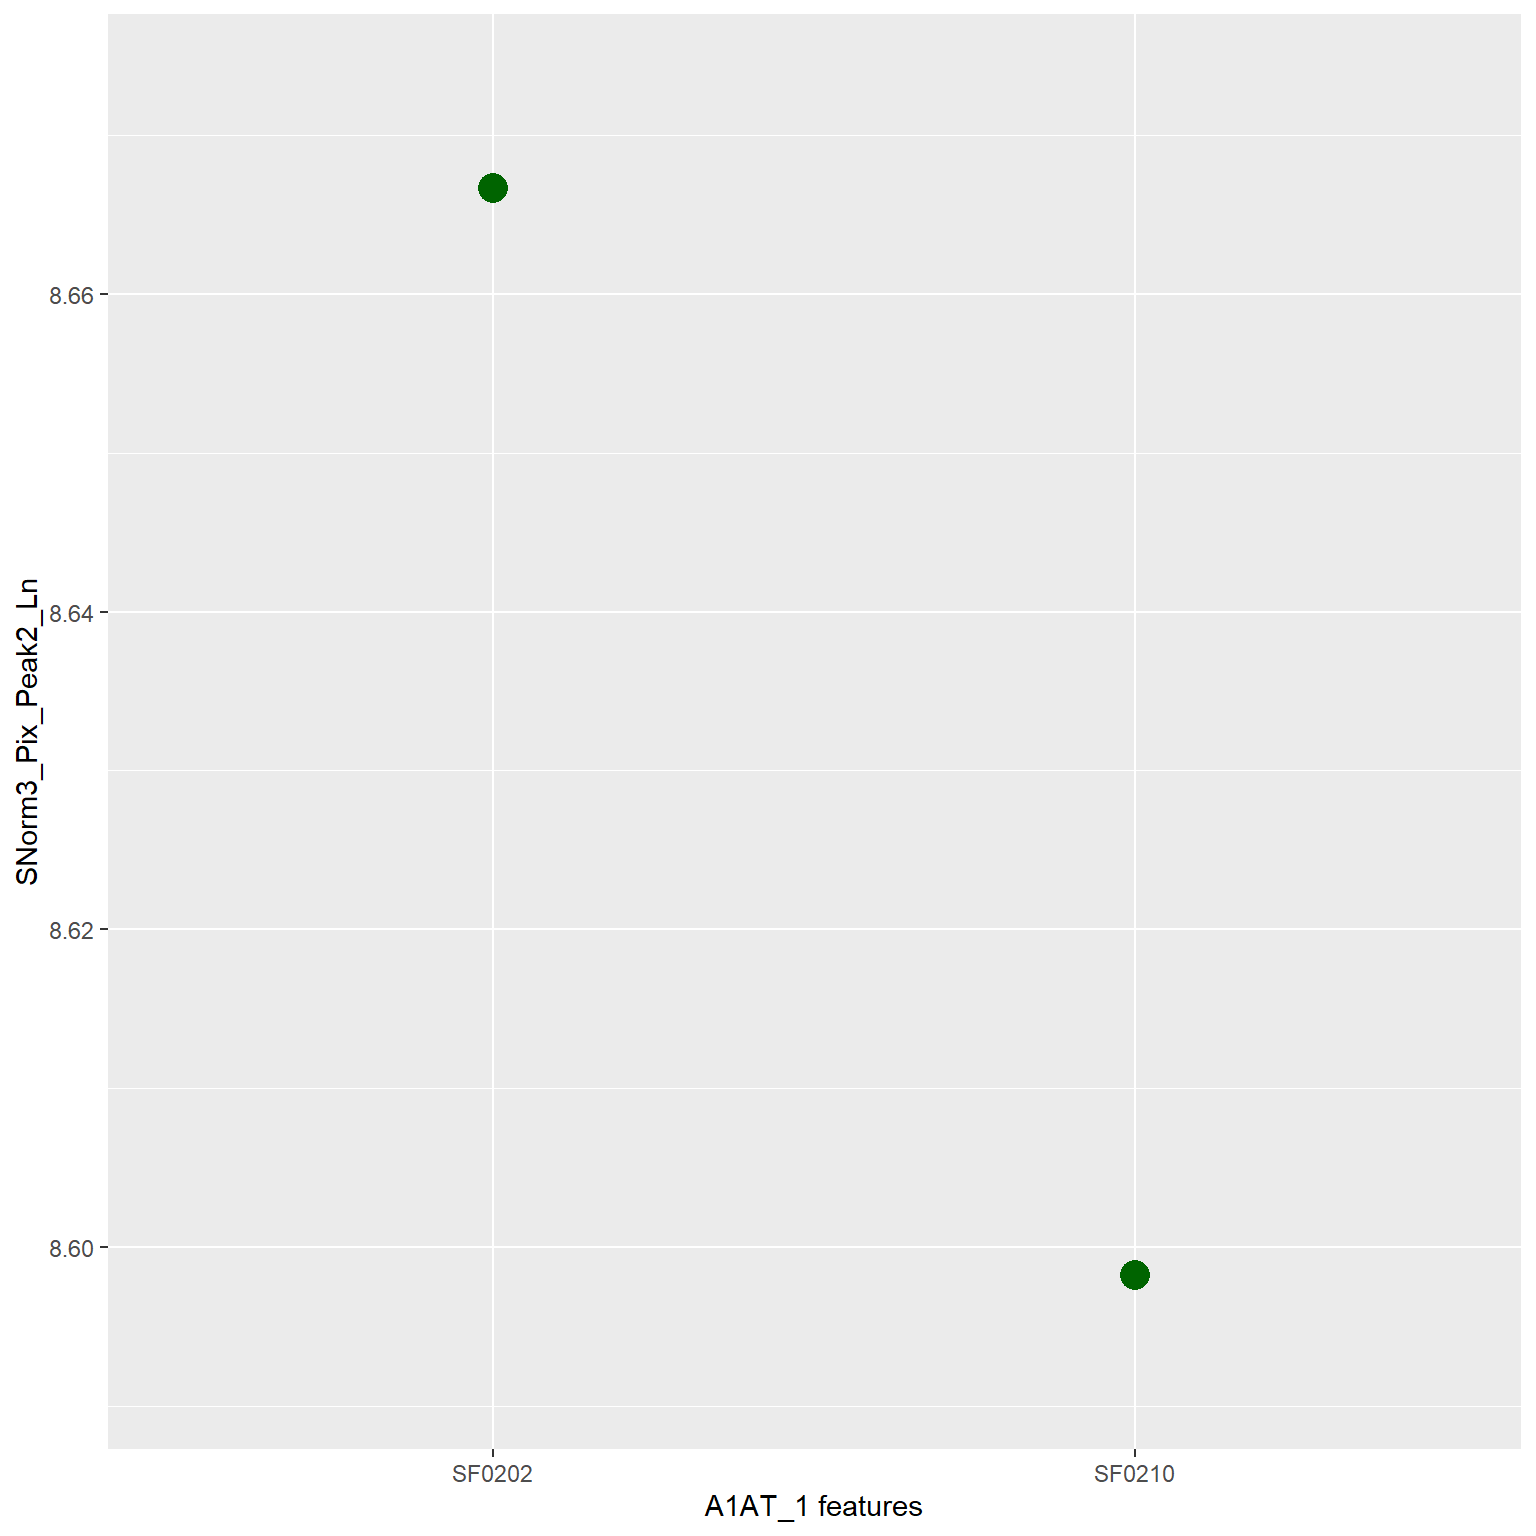 SNorm3_Pix_Peak2_Ln
8.66
8.64
8.62
8.60
SF0202
SF0210
A1AT_1 features